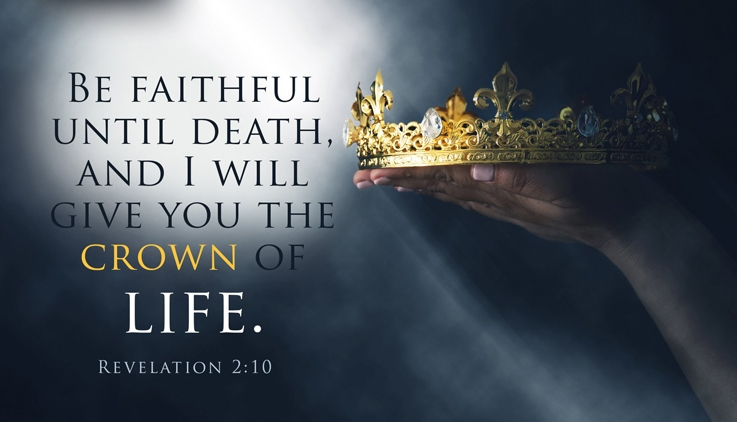 Be faithful
until death,
and I will
give you the
crown of
life.
Revelation 2:10